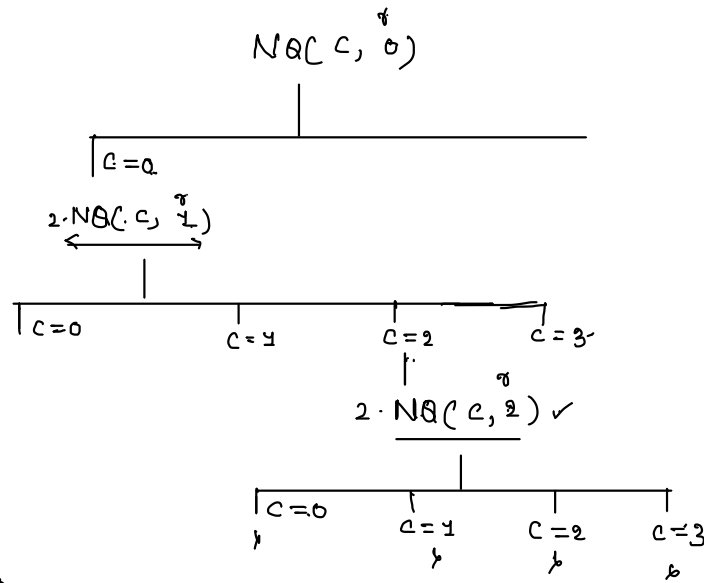 r
NQ( C, 0)
C=0
r
2.NQ(.C, 1)
C=0 C=1 C=2 C=3
r
2. NQ( C, 2) ✓
C=0 C=1 C=2 C=3
x x x x